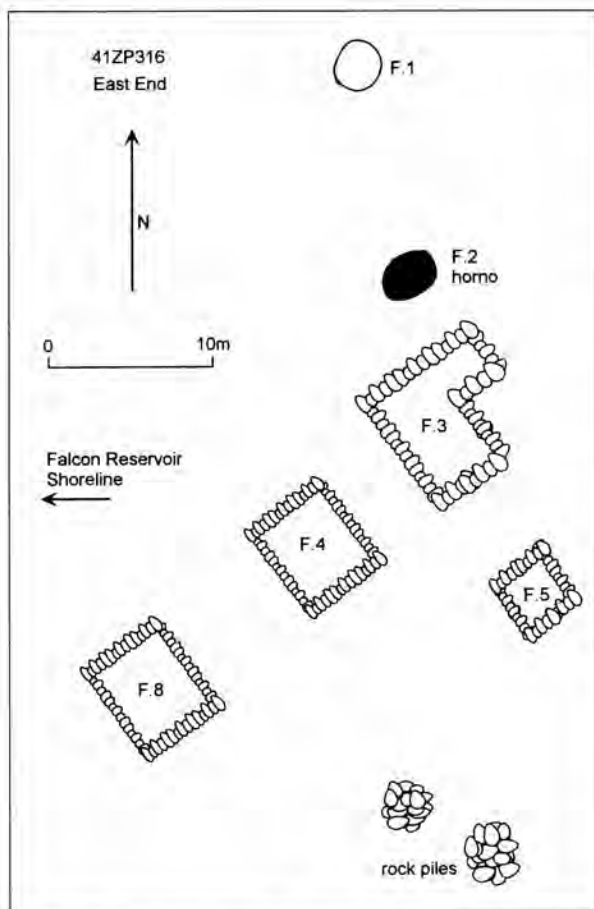 41ZP316
East End
F.1
N
F.2
horno
0 10m
F.3
Falcon Reservoir
Shoreline
F.4
F.5
F.8
rock piles